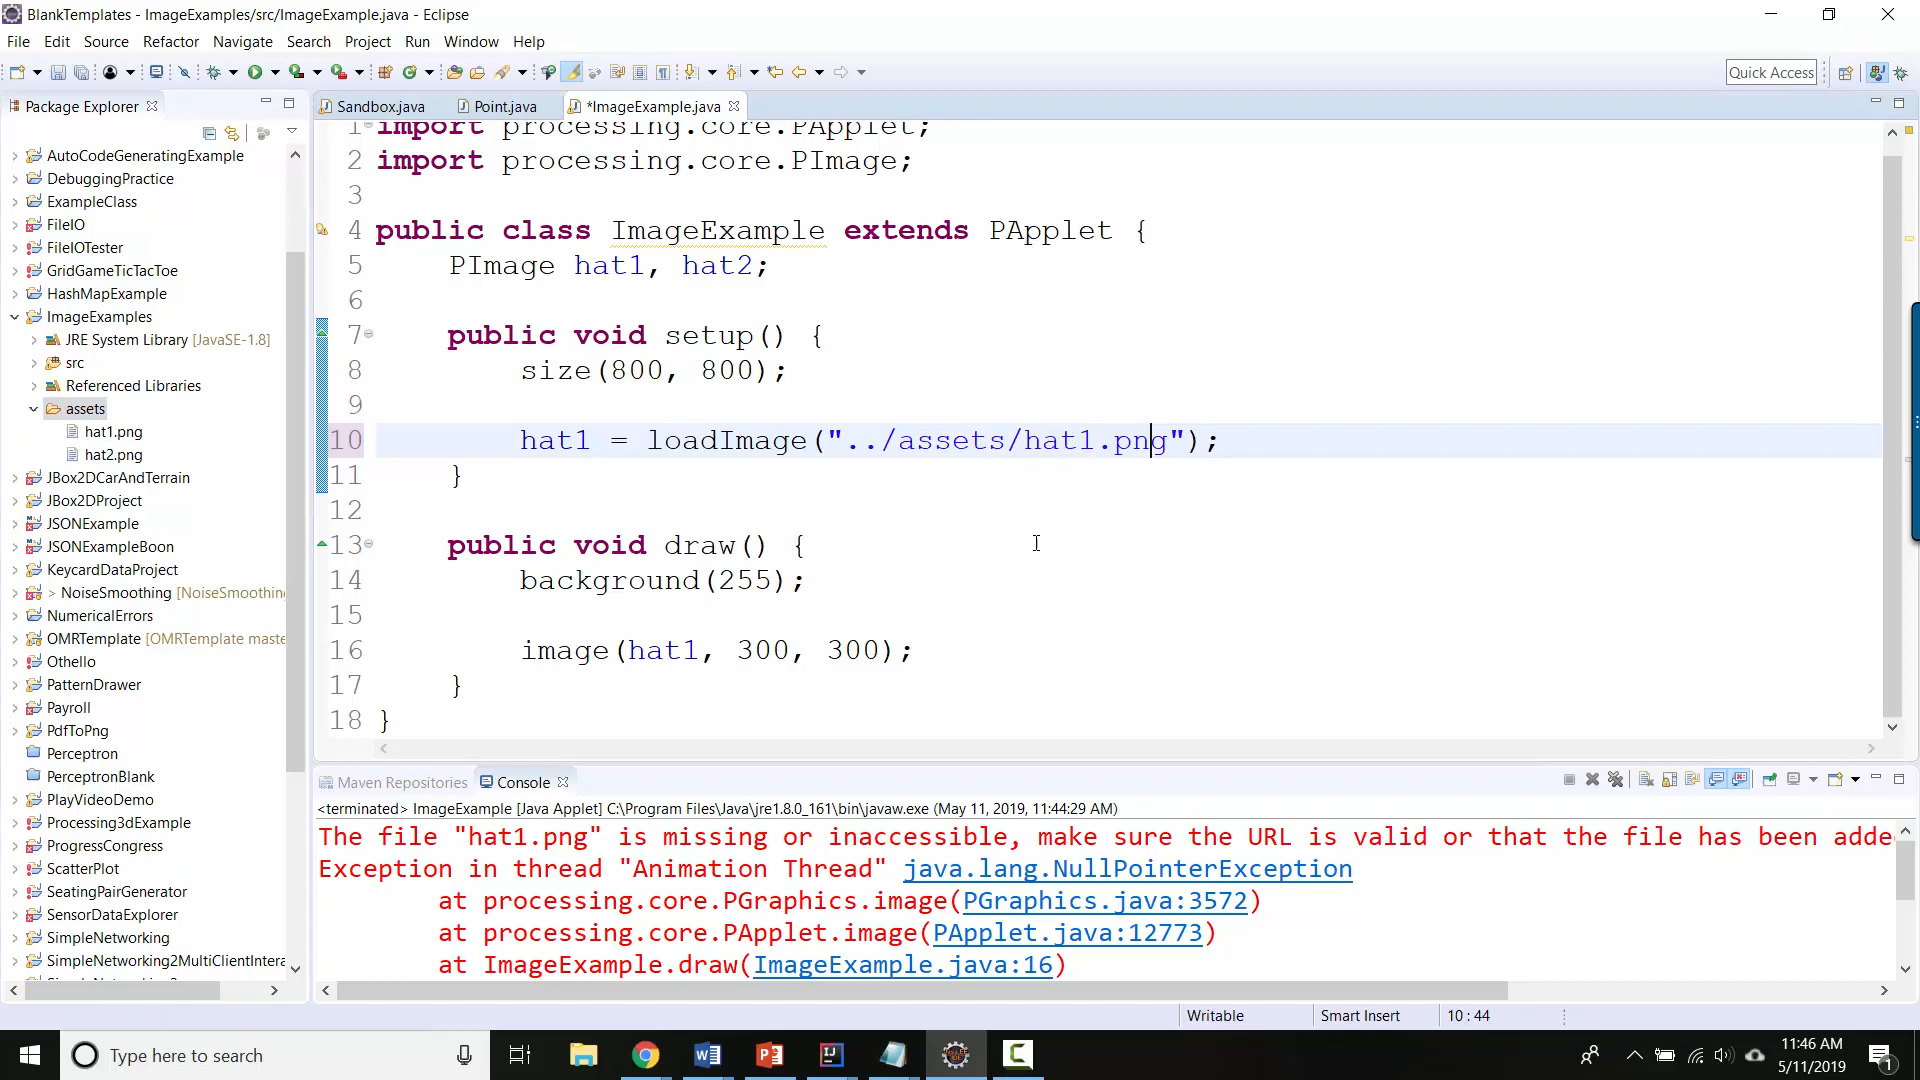 BlankTemplates - ImageExamples/src/ImageExample.java - Eclipse
File Edit Source Refactor Navigate Search Project Run Window Help
Quick Access
Package Explorer
AutoCodeGeneratingExample
DebuggingPractice
ExampleClass
FileIO
FileIOTester
GridGameTicTacToe
HashMapExample
ImageExamples
JRE System Library [JavaSE-1.8]
src
Referenced Libraries
assets
hat1.png
hat2.png
JBox2DCarAndTerrain
JBox2DProject
JSONExample
JSONExampleBoon
KeycardDataProject
> NoiseSmoothing [NoiseSmoothin
NumericalErrors
OMRTemplate [OMRTemplate maste
Othello
PatternDrawer
Payroll
PdfToPng
Perceptron
PerceptronBlank
PlayVideoDemo
Processing3dExample
ProgressCongress
ScatterPlot
SeatingPairGenerator
SensorDataExplorer
SimpleNetworking
SimpleNetworking2MultiClientIntera
Sandbox.java Point.java *ImageExample.java
1 import processing.core.PApplet;
2 import processing.core.PImage;
3
4 public class ImageExample extends PApplet {
5 PImage hat1, hat2;
6
7 public void setup() {
8 size(800, 800);
9
10 hat1 = loadImage("../assets/hat1.png");
11 }
12
13 public void draw() {
14 background(255);
15
16 image(hat1, 300, 300);
17 }
18 }
Maven Repositories Console
<terminated> ImageExample [Java Applet] C:\Program Files\Java\jre1.8.0_161\bin\javaw.exe (May 11, 2019, 11:44:29 AM)
The file "hat1.png" is missing or inaccessible, make sure the URL is valid or that the file has been adde
Exception in thread "Animation Thread" java.lang.NullPointerException
at processing.core.PGraphics.image(PGraphics.java:3572)
at processing.core.PApplet.image(PApplet.java:12773)
at ImageExample.draw(ImageExample.java:16)
Writable Smart Insert 10 : 44
Type here to search
11:46 AM
5/11/2019
1